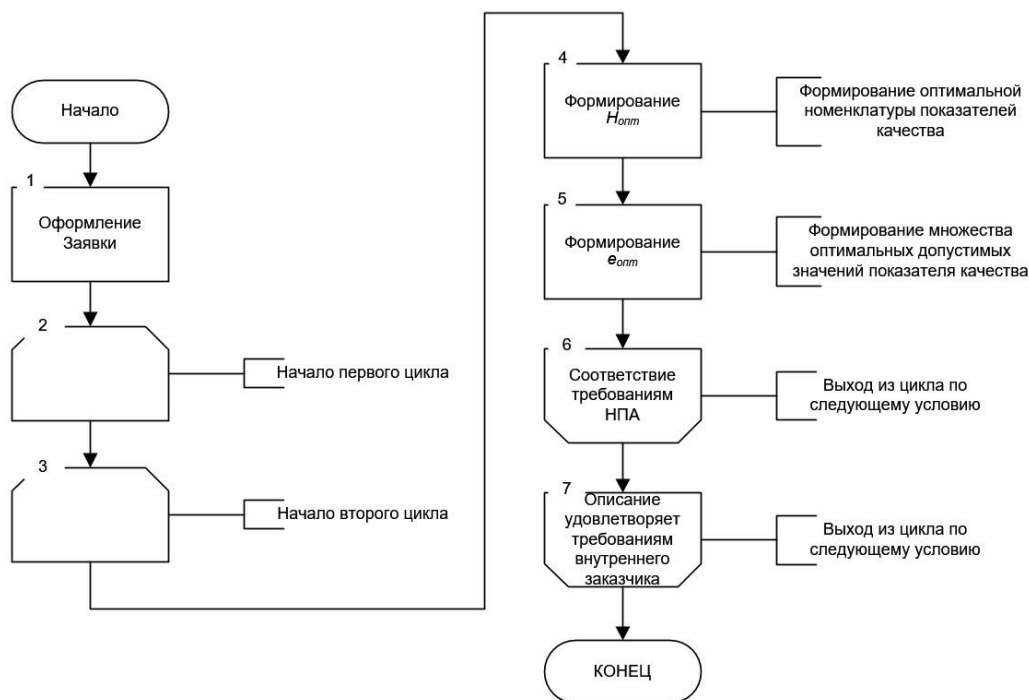 Начало
1
Оформление
Заявки
2
Начало первого цикла
3
Начало второго цикла
4
Формирование
Hопт
Формирование оптимальной
номенклатуры показателей
качества
5
Формирование
eопт
Формирование множества
оптимальных допустимых
значений показателя качества
6
Соответствие
требованиям
НПА
Выход из цикла по
следующему условию
7
Описание
удовлетворяет
требованиям
внутреннего
заказчика
Выход из цикла по
следующему условию
КОНЕЦ